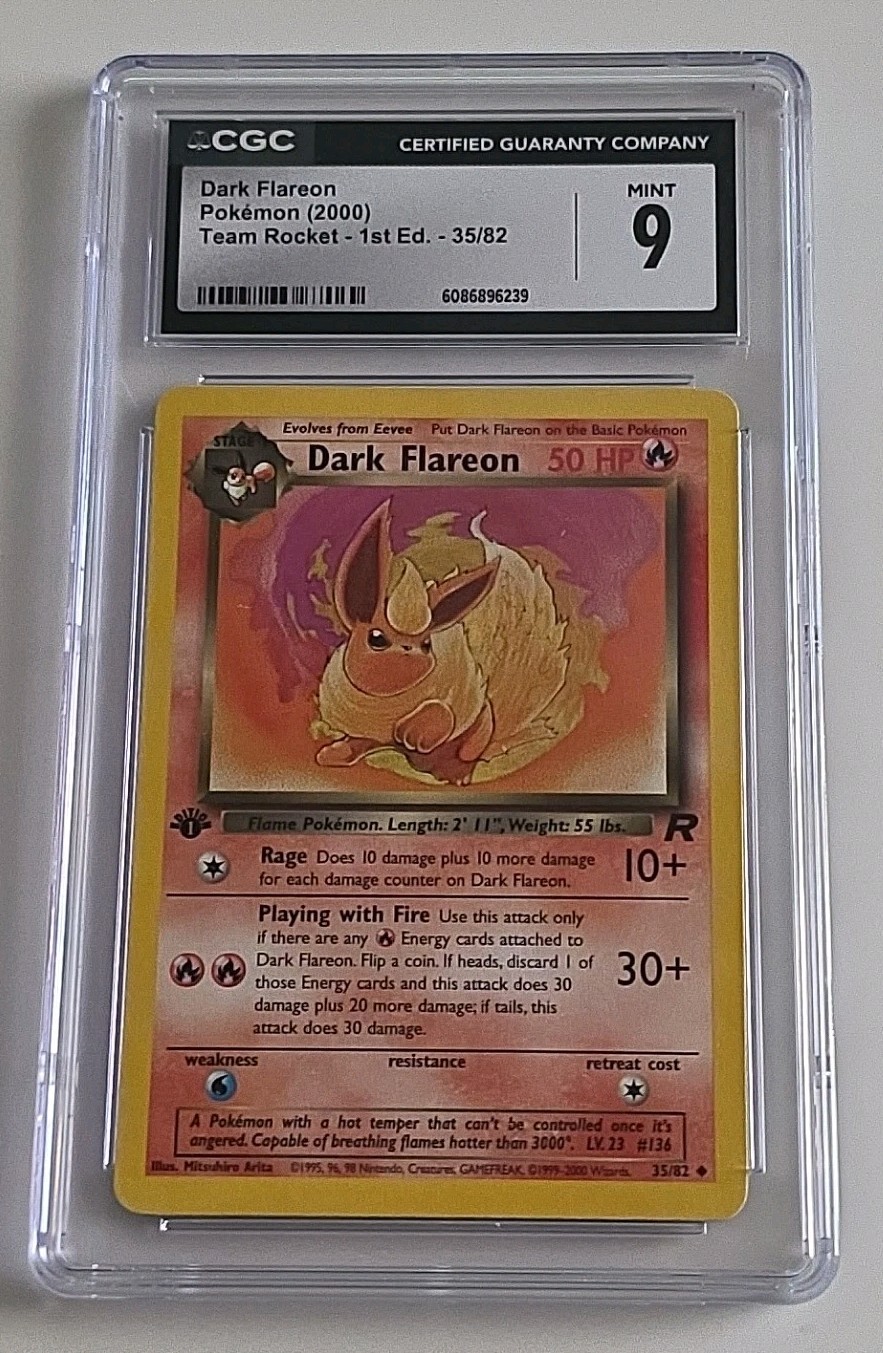 CGC CERTIFIED GUARANTY COMPANY
Dark Flareon
Pokémon (2000)
Team Rocket - 1st Ed. - 35/82
MINT
9
6086896239
STAGE
Evolves from Eevee Put Dark Flareon on the Basic Pokémon
Dark Flareon 50 HP
EDITION
1
Flame Pokémon. Length: 2' 11", Weight: 55 lbs. R
Rage Does 10 damage plus 10 more damage
for each damage counter on Dark Flareon.
10+
Playing with Fire Use this attack only
if there are any Energy cards attached to
Dark Flareon. Flip a coin. If heads, discard 1 of
those Energy cards and this attack does 30
damage plus 20 more damage; if tails, this
attack does 30 damage.
30+
weakness resistance retreat cost
A Pokémon with a hot temper that can't be controlled once it's
angered. Capable of breathing flames hotter than 3000°. LV. 23 #136
Illus. Mitsuhiro Arita ©1995, 96, 98 Nintendo, Creatures, GAMEFREAK. ©1999-2000 Wizards. 35/82